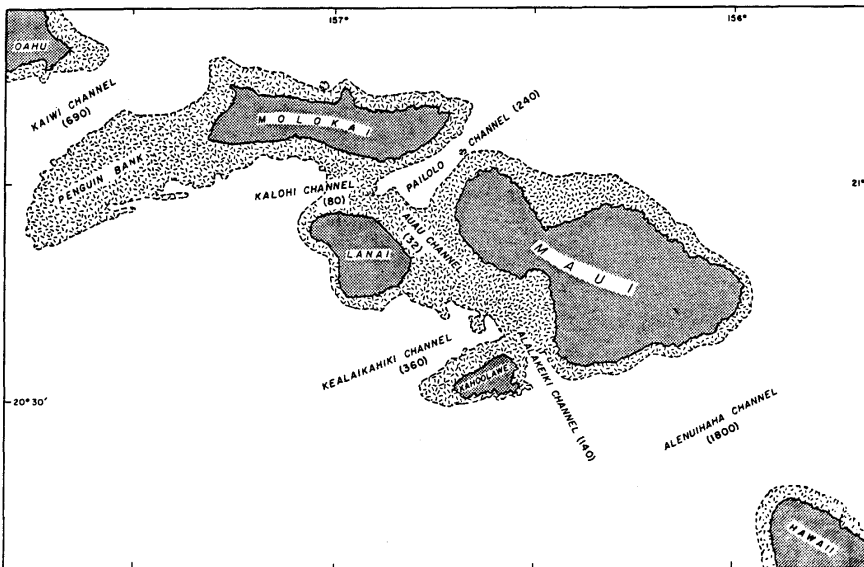 157°
156°
OAHU
KAIWI CHANNEL
(690)
MOLOKAI
PAILOLO CHANNEL (240)
PENGUIN BANK
KALOHI CHANNEL
(80)
21°
AUAU CHANNEL
(32)
LANAI
MAUI
KEALAIKAHIKI CHANNEL
(360)
ALALAKEIKI CHANNEL (140)
KAHOOLAWE
20°30'
ALENUIHAHA CHANNEL
(1800)
HAWAII